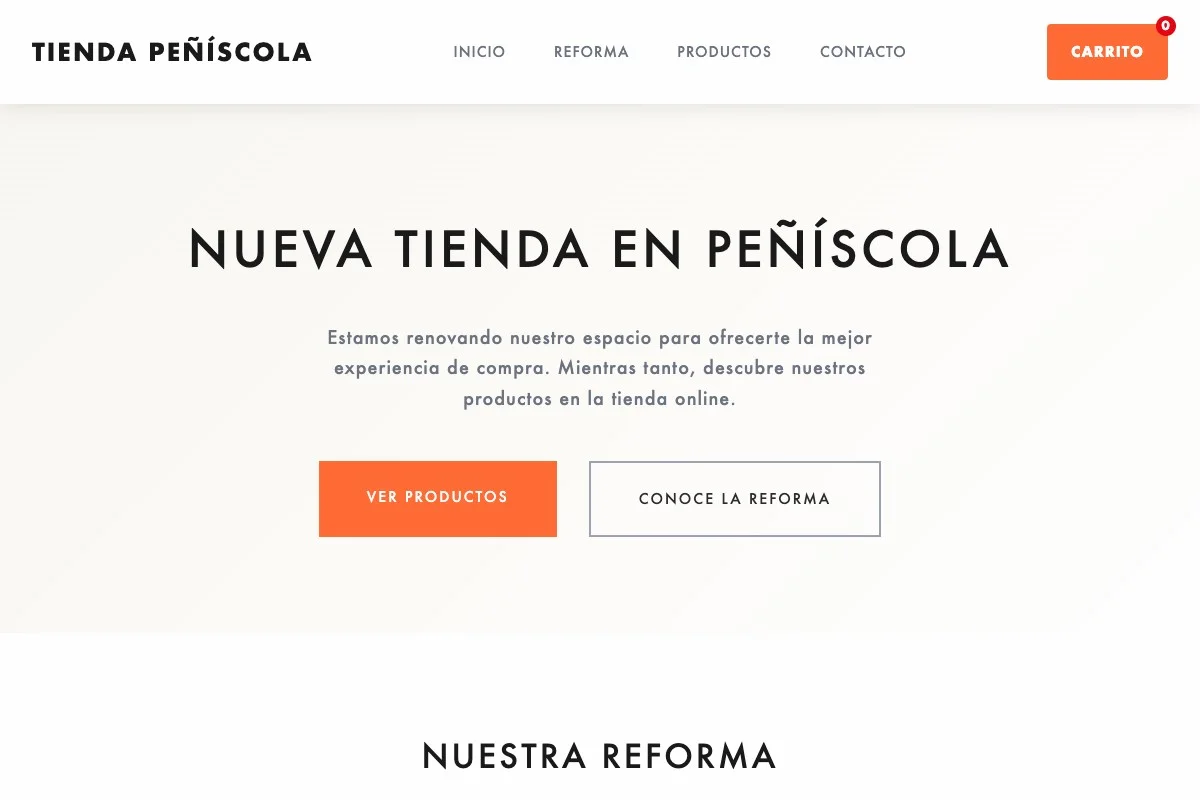 TIENDA PEÑÍSCOLA
INICIO
REFORMA
PRODUCTOS
CONTACTO
CARRITO
0
NUEVA TIENDA EN PEÑÍSCOLA
Estamos renovando nuestro espacio para ofrecerte la mejor
experiencia de compra. Mientras tanto, descubre nuestros
productos en la tienda online.
VER PRODUCTOS
CONOCE LA REFORMA
NUESTRA REFORMA